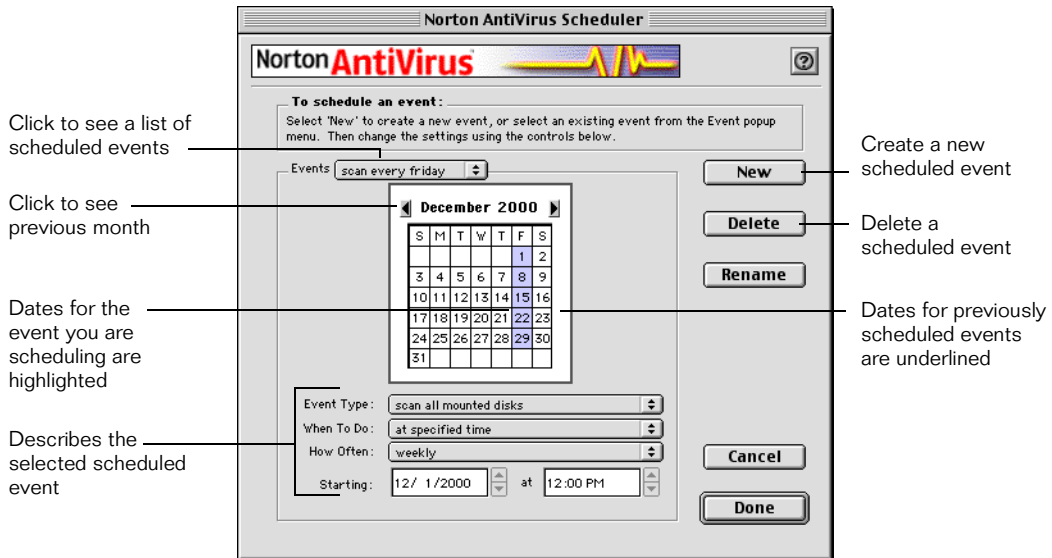 Norton AntiVirus Scheduler
Norton AntiVirus
To schedule an event:
Select 'New' to create a new event, or select an existing event from the Event popup
menu. Then change the settings using the controls below.
Click to see a list of
scheduled events
Events scan every friday
New
Create a new
scheduled event
Click to see
previous month
December 2000
Delete
Delete a
scheduled event
S M T W T F S
1 2
3 4 5 6 7 8 9
10 11 12 13 14 15 16
17 18 19 20 21 22 23
24 25 26 27 28 29 30
31
Rename
Dates for the
event you are
scheduling are
highlighted
Dates for previously
scheduled events
are underlined
Describes the
selected scheduled
event
Event Type: scan all mounted disks
When To Do: at specified time
How Often: weekly
Starting: 12/ 1/2000 at 12:00 PM
Cancel
Done